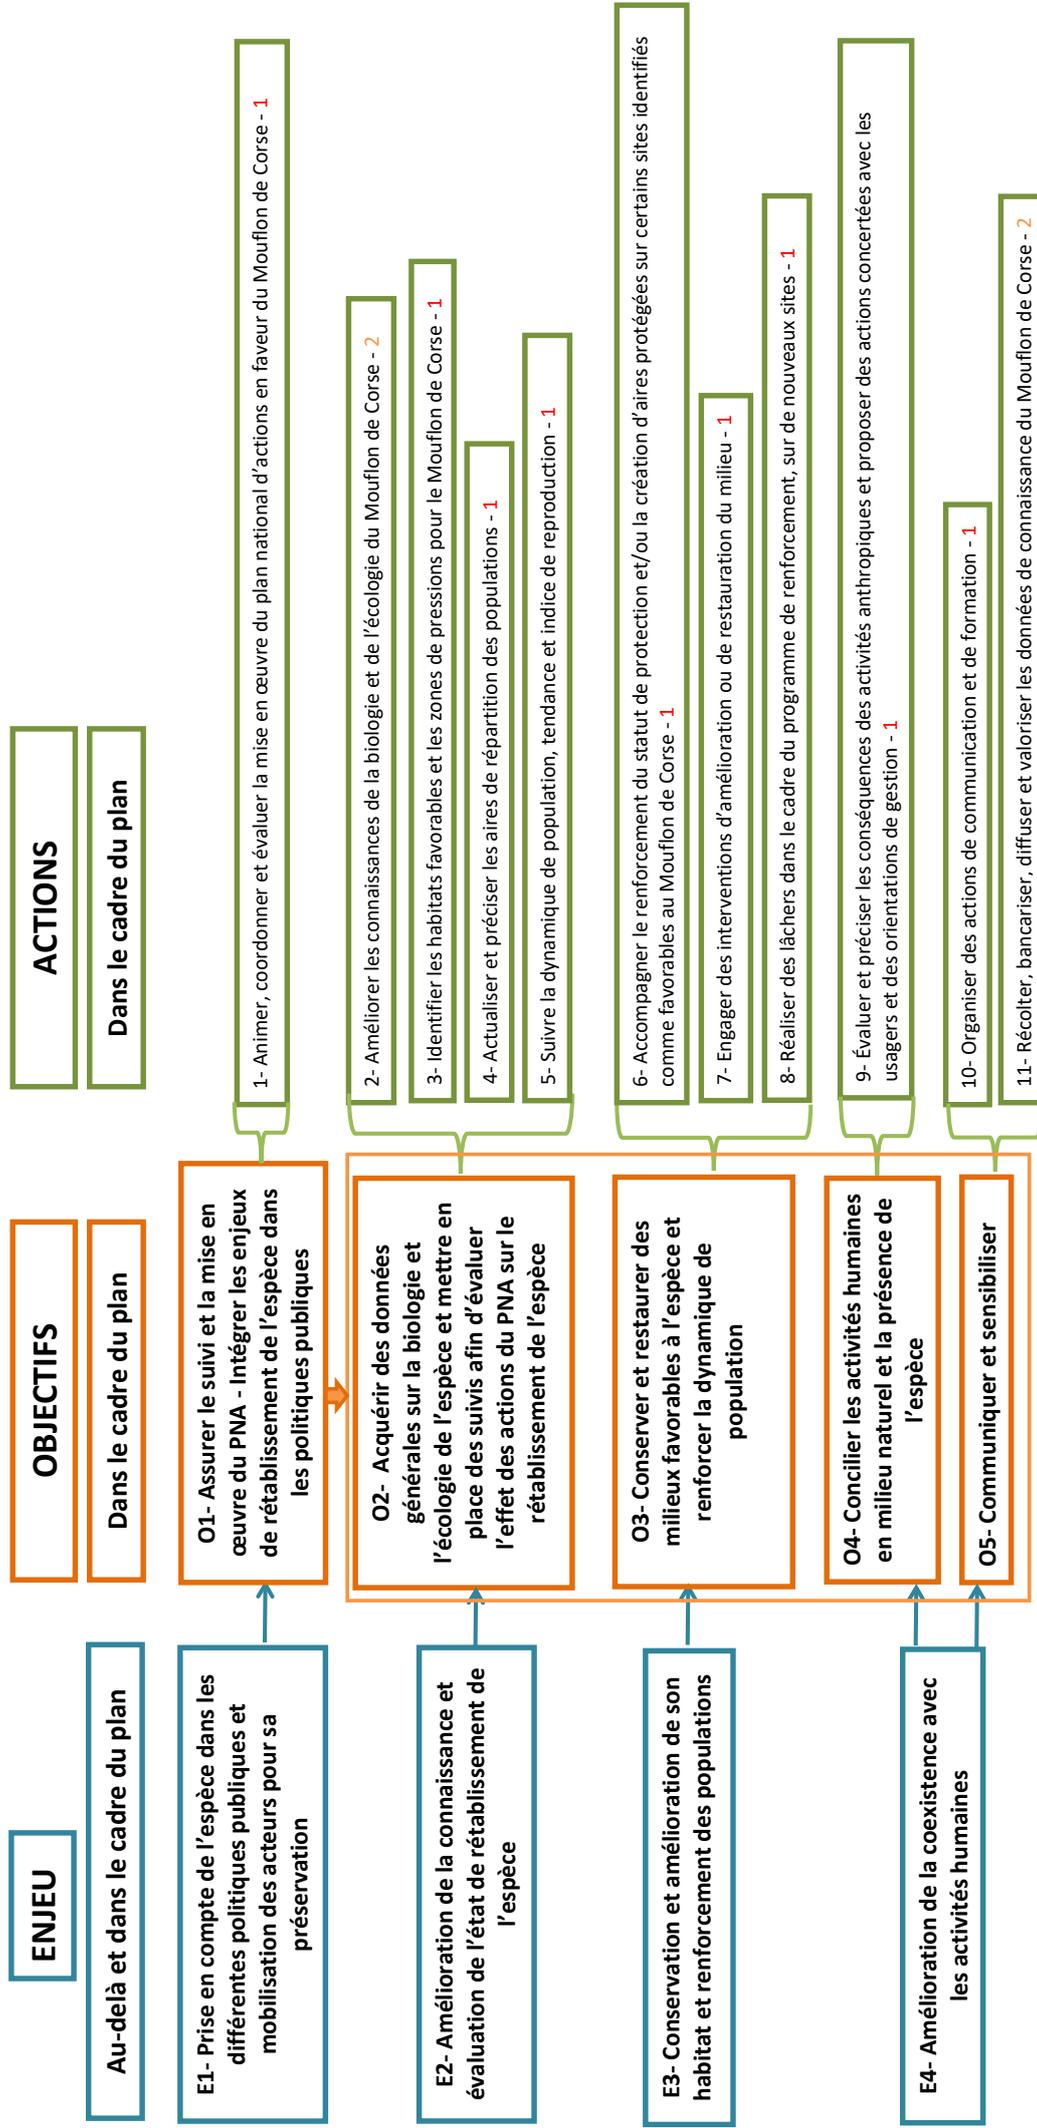 ENJEU
Au-delà et dans le cadre du plan
E1- Prise en compte de l'espèce dans les
différentes politiques publiques et
mobilisation des acteurs pour sa
préservation
E2- Amélioration de la connaissance et
évaluation de l'état de rétablissement de
l'espèce
E3- Conservation et amélioration de son
habitat et renforcement des populations
E4- Amélioration de la coexistence avec
les activités humaines
OBJECTIFS
Dans le cadre du plan
O1- Assurer le suivi et la mise en
œuvre du PNA - Intégrer les enjeux
de rétablissement de l'espèce dans
les politiques publiques
O2- Acquérir des données
générales sur la biologie et
l'écologie de l'espèce et mettre en
place des suivis afin d'évaluer
l'effet des actions du PNA sur le
rétablissement de l'espèce
O3- Conserver et restaurer des
milieux favorables à l'espèce et
renforcer la dynamique de
population
O4- Concilier les activités humaines
en milieu naturel et la présence de
l'espèce
O5- Communiquer et sensibiliser
ACTIONS
Dans le cadre du plan
1- Animer, coordonner et évaluer la mise en œuvre du plan national d'actions en faveur du Mouflon de Corse - 1
2- Améliorer les connaissances de la biologie et de l'écologie du Mouflon de Corse - 2
3- Identifier les habitats favorables et les zones de pressions pour le Mouflon de Corse - 1
4- Actualiser et préciser les aires de répartition des populations - 1
5- Suivre la dynamique de population, tendance et indice de reproduction - 1
6- Accompagner le renforcement du statut de protection et/ou la création d'aires protégées sur certains sites identifiés
comme favorables au Mouflon de Corse - 1
7- Engager des interventions d'amélioration ou de restauration du milieu - 1
8- Réaliser des lâchers dans le cadre du programme de renforcement, sur de nouveaux sites - 1
9- Évaluer et préciser les conséquences des activités anthropiques et proposer des actions concertées avec les
usagers et des orientations de gestion - 1
10- Organiser des actions de communication et de formation - 1
11- Récolter, bancariser, diffuser et valoriser les données de connaissance du Mouflon de Corse - 2